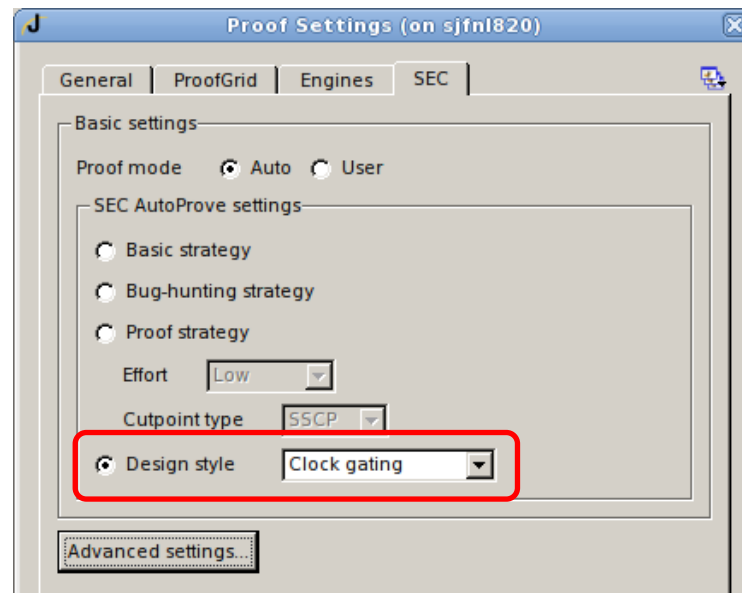 Proof Settings (on sjfnl820)
General ProofGrid Engines SEC
Basic settings
Proof mode Auto User
SEC AutoProve settings
Basic strategy
Bug-hunting strategy
Proof strategy
Effort Low
Cutpoint type SSCP
Design style Clock gating
Advanced settings...